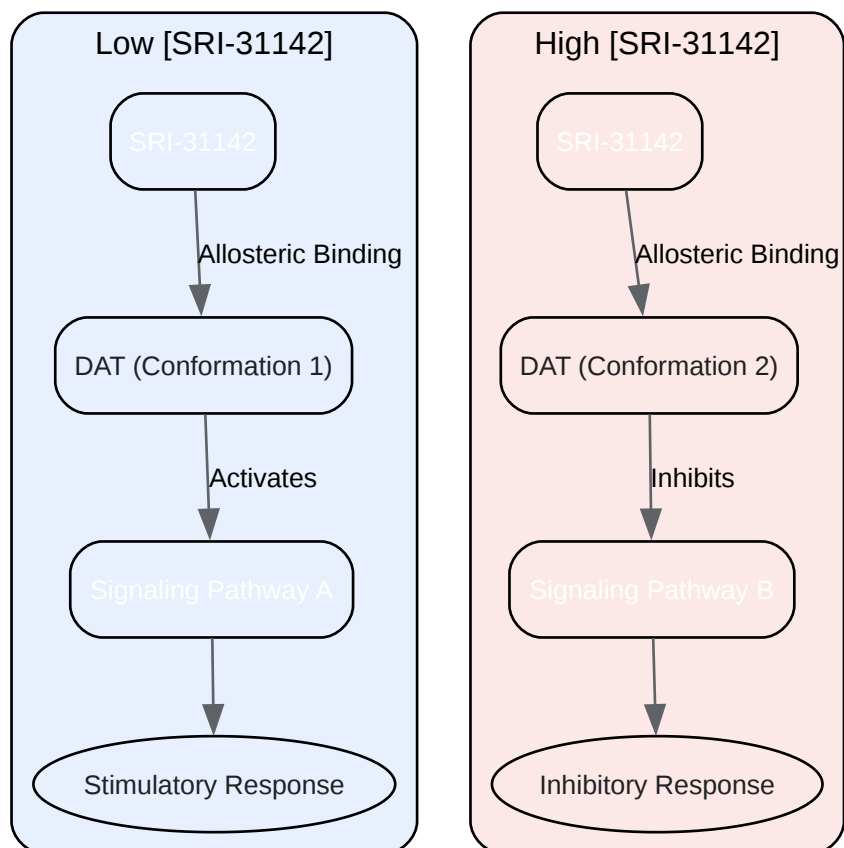 Low [SRI-31142]
SRI-31142
Allosteric Binding
DAT (Conformation 1)
Activates
Signaling Pathway A
Stimulatory Response
High [SRI-31142]
SRI-31142
Allosteric Binding
DAT (Conformation 2)
Inhibits
Signaling Pathway B
Inhibitory Response